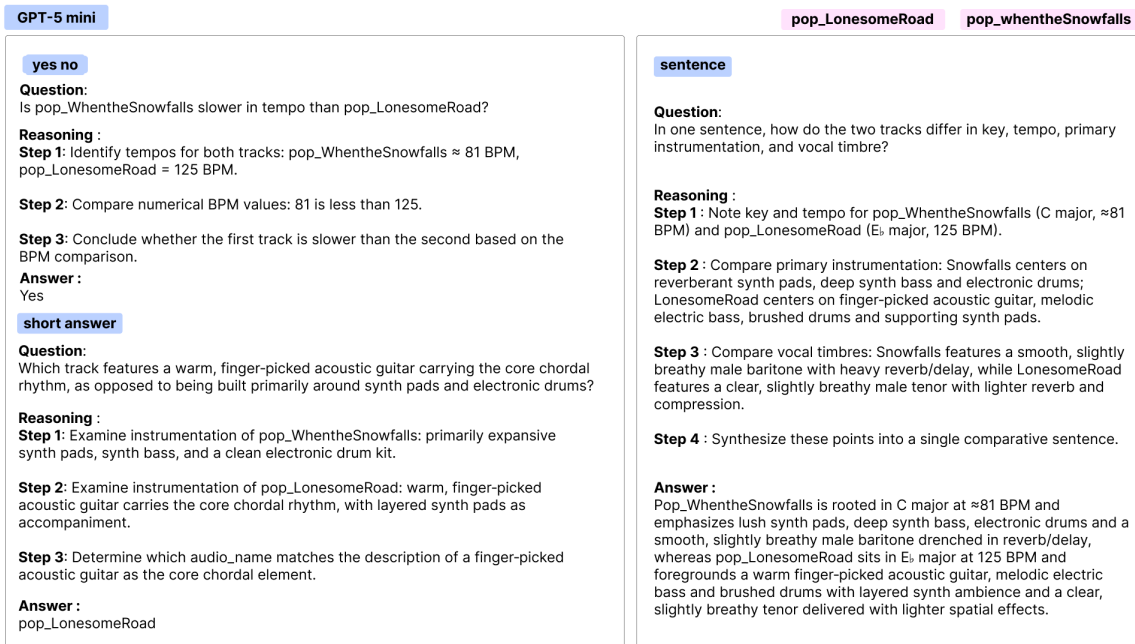 GPT-5 mini
pop_LonesomeRoad
pop_whentheSnowfalls
yes no
Question:
Is pop_WhentheSnowfalls slower in tempo than pop_LonesomeRoad?
Reasoning :
Step 1: Identify tempos for both tracks: pop_WhentheSnowfalls ≈ 81 BPM,
pop_LonesomeRoad = 125 BPM.
Step 2: Compare numerical BPM values: 81 is less than 125.
Step 3: Conclude whether the first track is slower than the second based on the
BPM comparison.
Answer :
Yes
short answer
Question:
Which track features a warm, finger-picked acoustic guitar carrying the core chordal
rhythm, as opposed to being built primarily around synth pads and electronic drums?
Reasoning :
Step 1: Examine instrumentation of pop_WhentheSnowfalls: primarily expansive
synth pads, synth bass, and a clean electronic drum kit.
Step 2: Examine instrumentation of pop_LonesomeRoad: warm, finger-picked
acoustic guitar carries the core chordal rhythm, with layered synth pads as
accompaniment.
Step 3: Determine which audio_name matches the description of a finger-picked
acoustic guitar as the core chordal element.
Answer :
pop_LonesomeRoad
sentence
Question:
In one sentence, how do the two tracks differ in key, tempo, primary
instrumentation, and vocal timbre?
Reasoning :
Step 1 : Note key and tempo for pop_WhentheSnowfalls (C major, ≈81
BPM) and pop_LonesomeRoad (E♭ major, 125 BPM).
Step 2 : Compare primary instrumentation: Snowfalls centers on
reverberant synth pads, deep synth bass and electronic drums;
LonesomeRoad centers on finger-picked acoustic guitar, melodic
electric bass, brushed drums and supporting synth pads.
Step 3 : Compare vocal timbres: Snowfalls features a smooth, slightly
breathy male baritone with heavy reverb/delay, while LonesomeRoad
features a clear, slightly breathy male tenor with lighter reverb and
compression.
Step 4 : Synthesize these points into a single comparative sentence.
Answer :
Pop_WhentheSnowfalls is rooted in C major at ≈81 BPM and
emphasizes lush synth pads, deep synth bass, electronic drums and a
smooth, slightly breathy male baritone drenched in reverb/delay,
whereas pop_LonesomeRoad sits in E♭ major at 125 BPM and
foregrounds a warm finger-picked acoustic guitar, melodic electric
bass and brushed drums with layered synth ambience and a clear,
slightly breathy tenor delivered with lighter spatial effects.